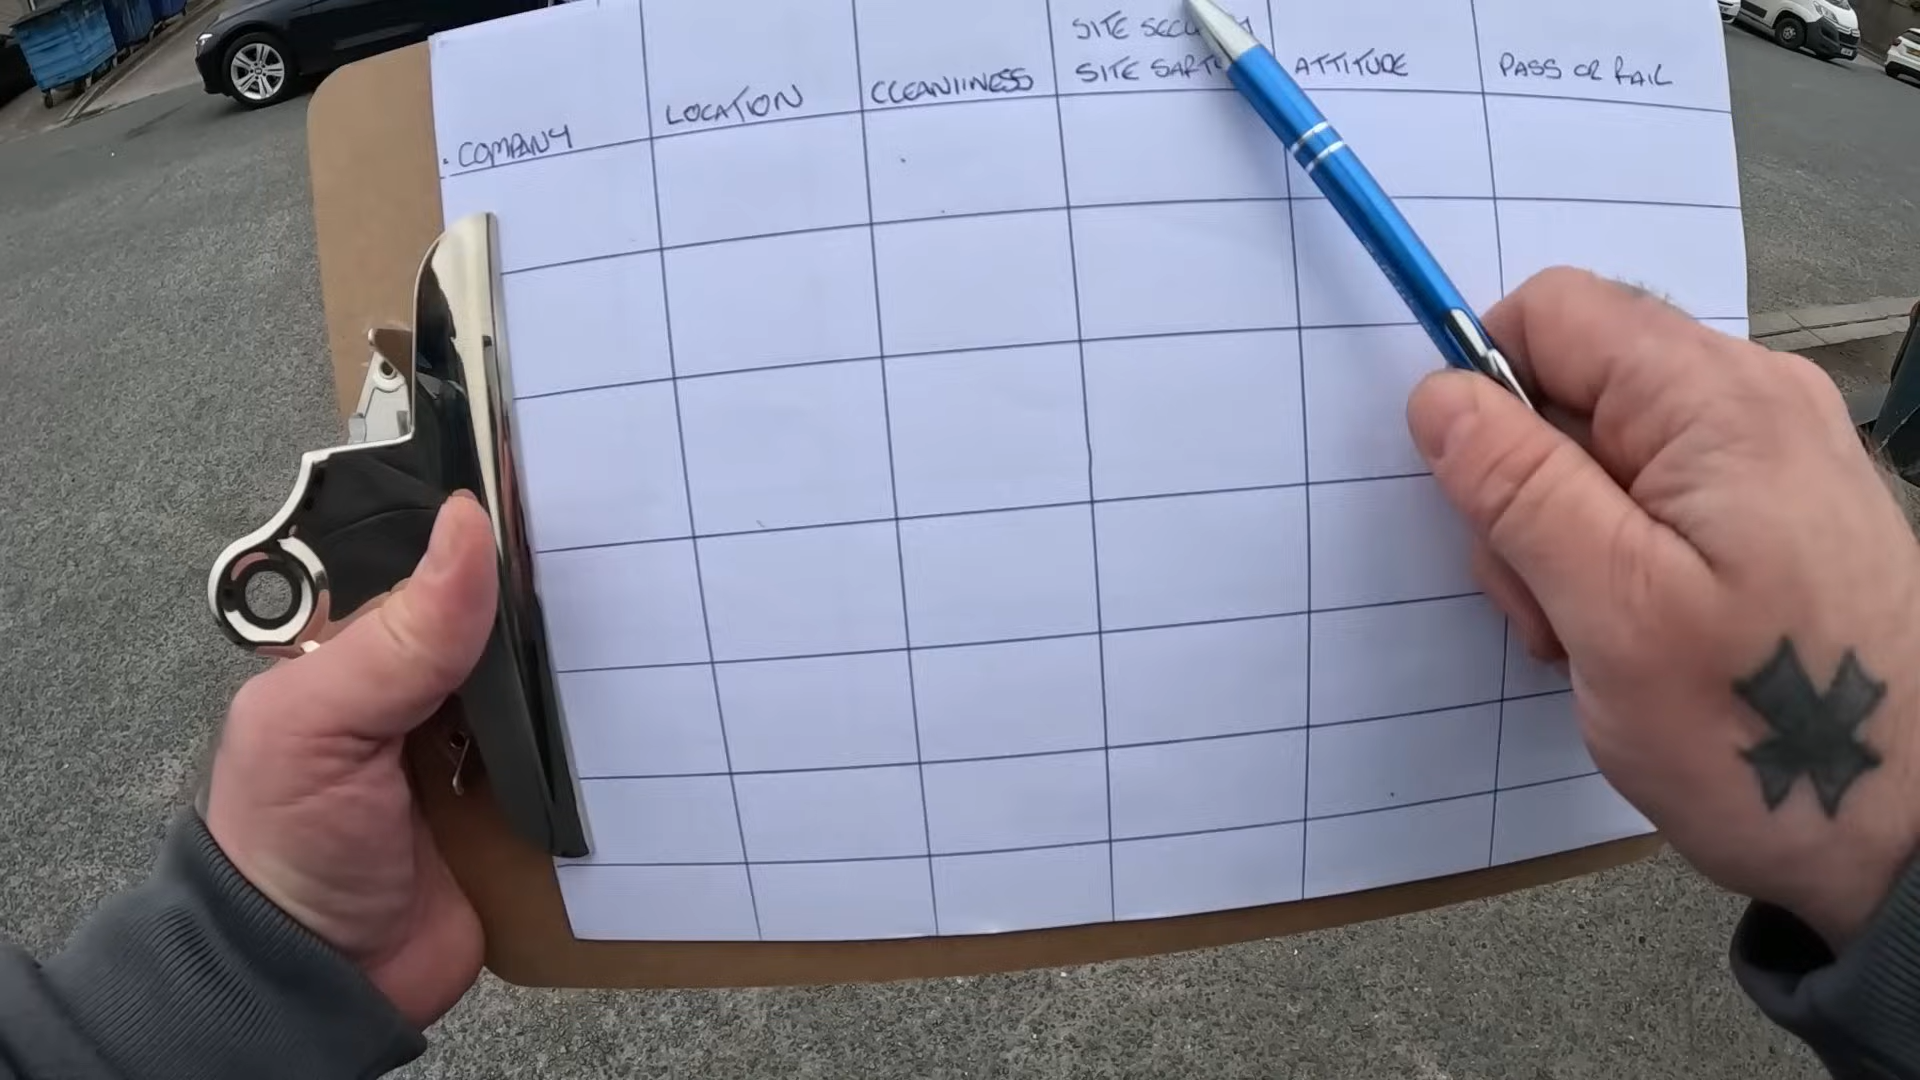 COMPANY
LOCATION
CLEANLINESS
SITE
SITE
ATTITUDE
PASS OR FAIL